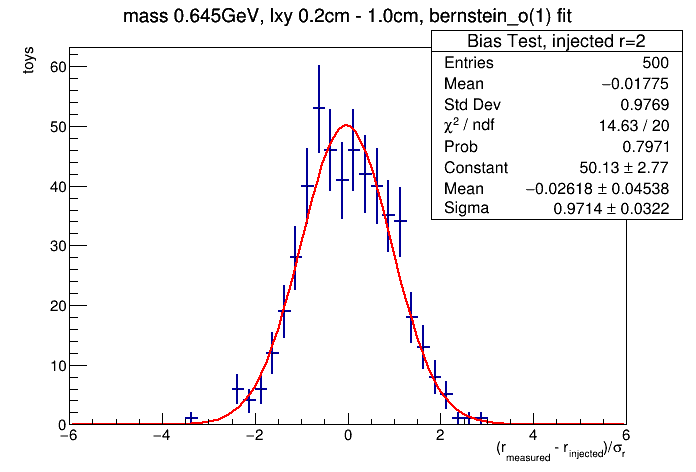 mass 0.645GeV, lxy 0.2cm - 1.0cm, bernstein_o(1) fit
toys
Bias Test, injected r=2
Entries 500
Mean −0.01775
Std Dev 0.9769
χ² / ndf 14.63 / 20
Prob 0.7971
Constant 50.13 ± 2.77
Mean −0.02618 ± 0.04538
Sigma 0.9714 ± 0.0322
60
50
40
30
20
10
0
−6 −4 −2 0 2 4 6
(r_measured - r_injected)/σ_r